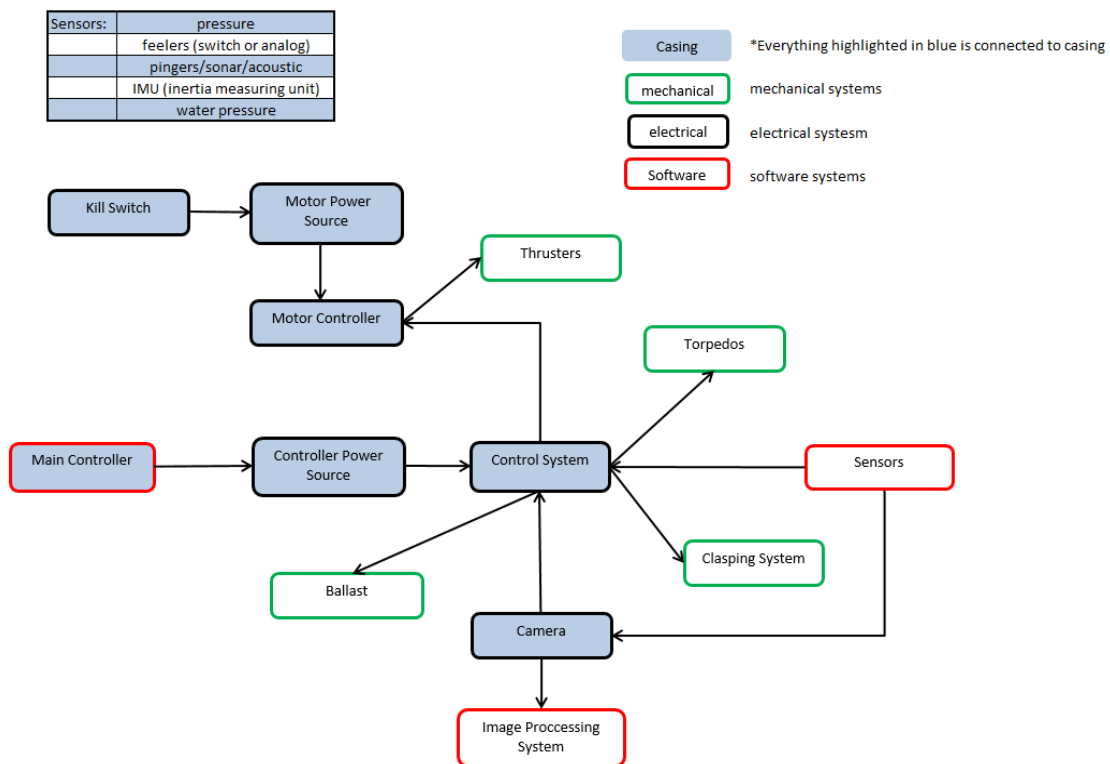 Sensors: pressure
feelers (switch or analog)
pingers/sonar/acoustic
IMU (inertia measuring unit)
water pressure
Casing *Everything highlighted in blue is connected to casing
mechanical mechanical systems
electrical electrical systesm
Software software systems
Kill Switch
Motor Power
Source
Thrusters
Motor Controller
Torpedos
Main Controller
Controller Power
Source
Control System
Sensors
Clasping System
Ballast
Camera
Image Proccessing
System